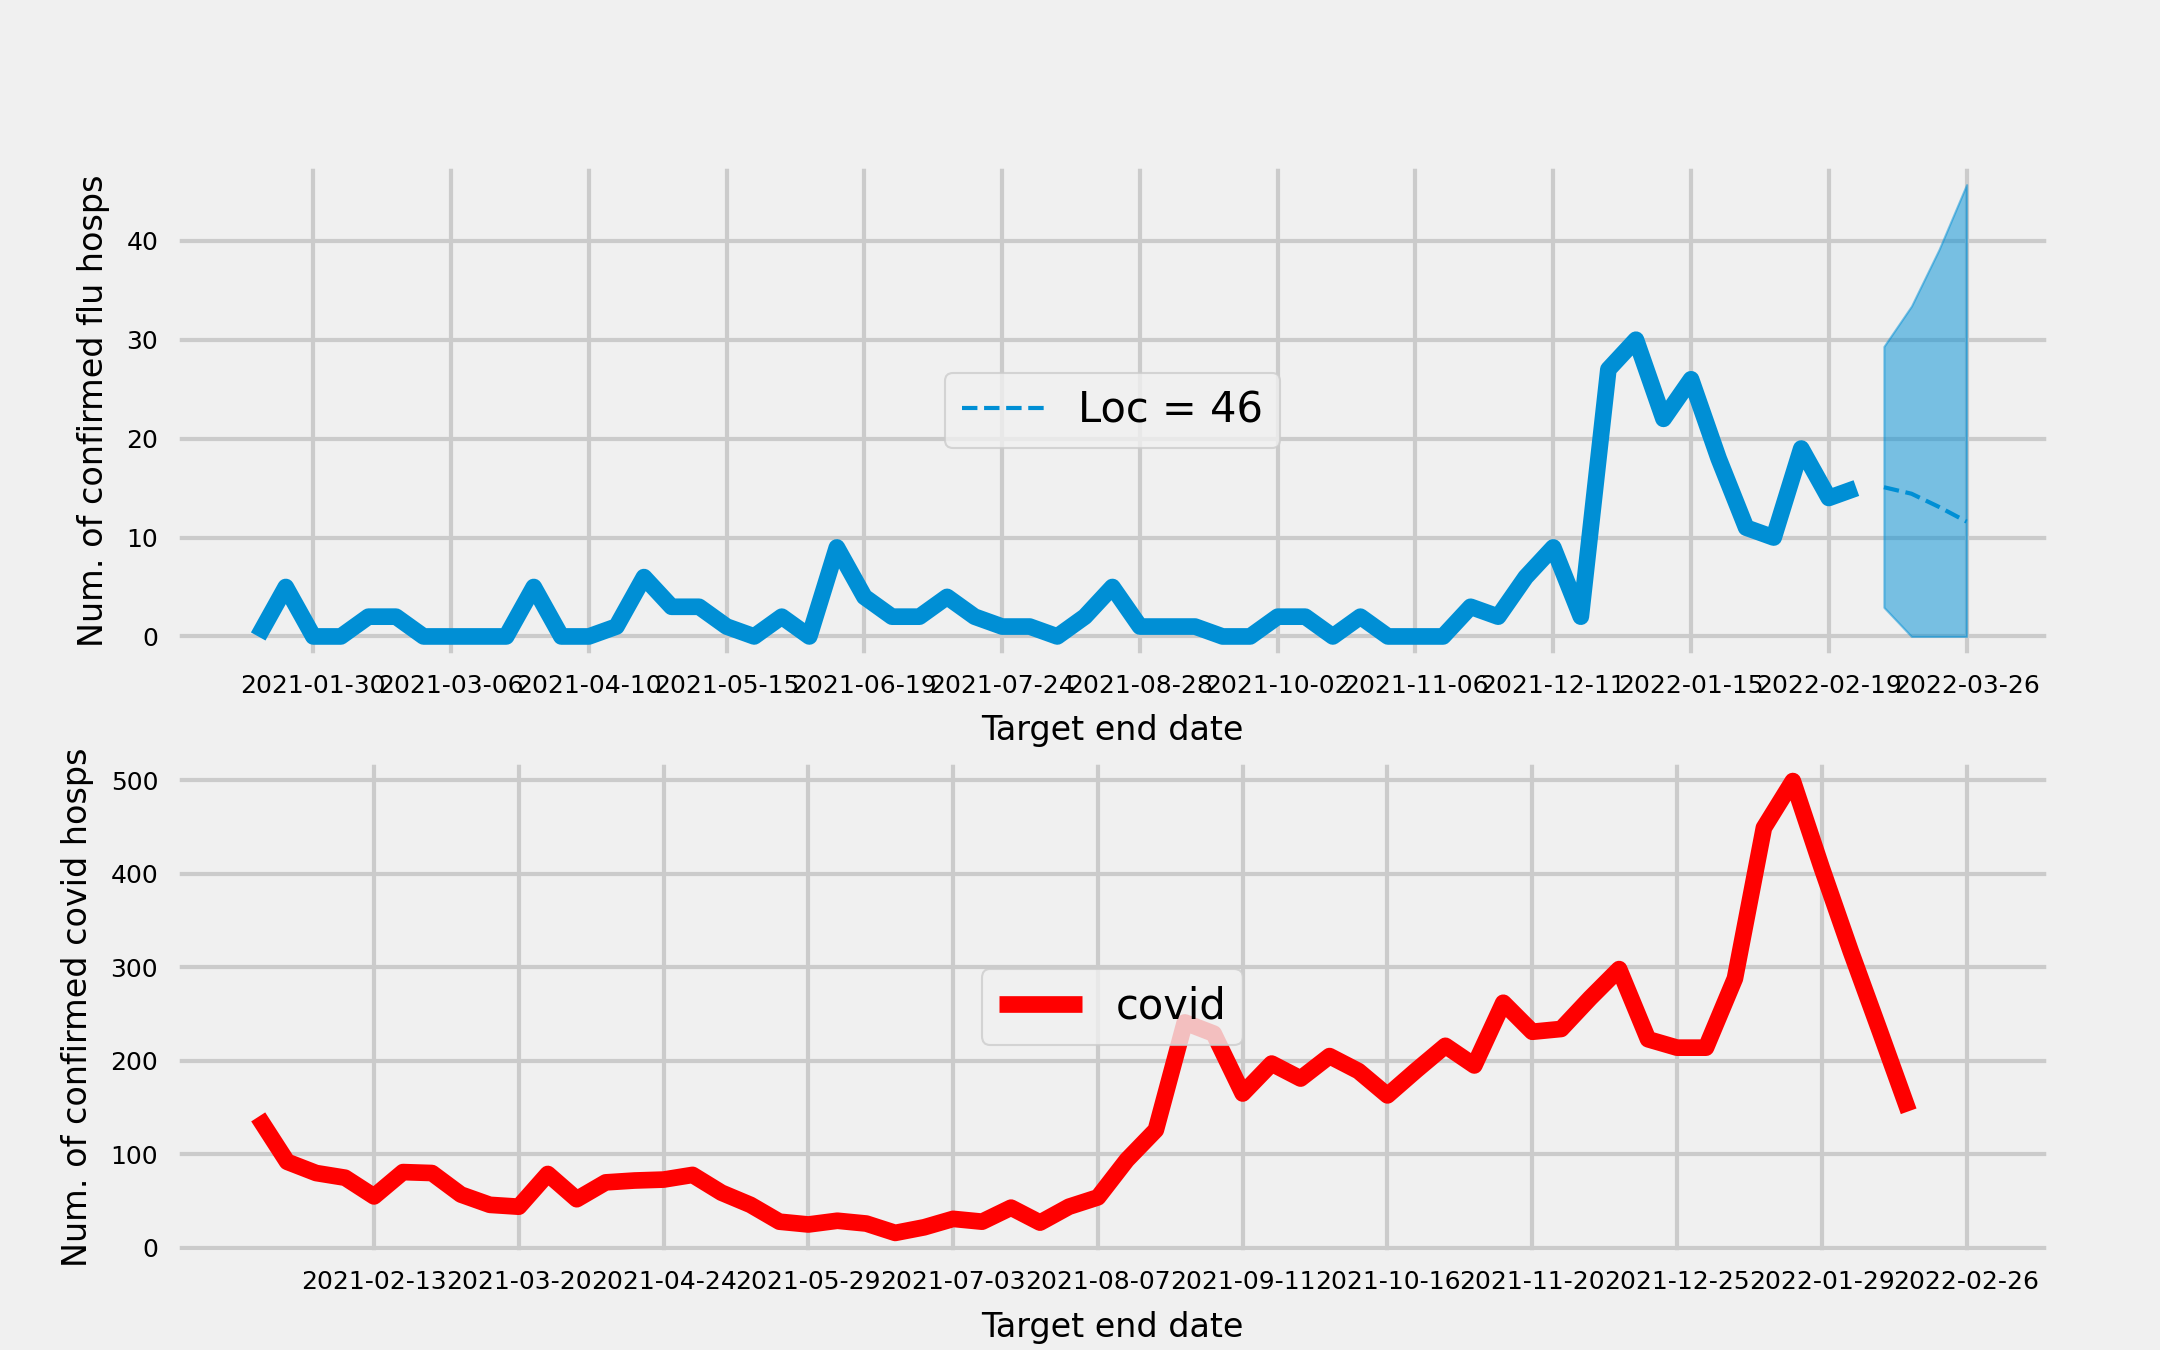 Num. of confirmed flu hosps
40
30
20
10
0
Loc = 46
2021-01-30 2021-03-06 2021-04-10 2021-05-15 2021-06-19 2021-07-24 2021-08-28 2021-10-02 2021-11-06 2021-12-11 2022-01-15 2022-02-19 2022-03-26
Target end date
Num. of confirmed covid hosps
500
400
300
200
100
0
covid
2021-02-13 2021-03-20 2021-04-24 2021-05-29 2021-07-03 2021-08-07 2021-09-11 2021-10-16 2021-11-20 2021-12-25 2022-01-29 2022-02-26
Target end date